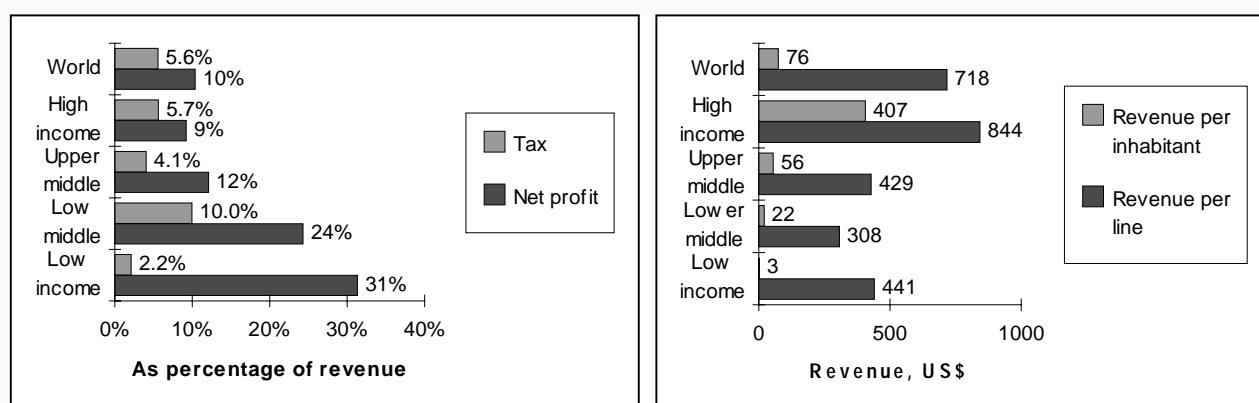 World
5.6%
10%
High
income
5.7%
9%
Upper
middle
4.1%
12%
Low
middle
10.0%
24%
Low
income
2.2%
31%
0% 10% 20% 30% 40%
As percentage of revenue
Tax
Net profit
World
76
718
High
income
407
844
Upper
middle
56
429
Low er
middle
22
308
Low
income
3
441
0 500 1000
Revenue, US$
Revenue per
inhabitant
Revenue per
line